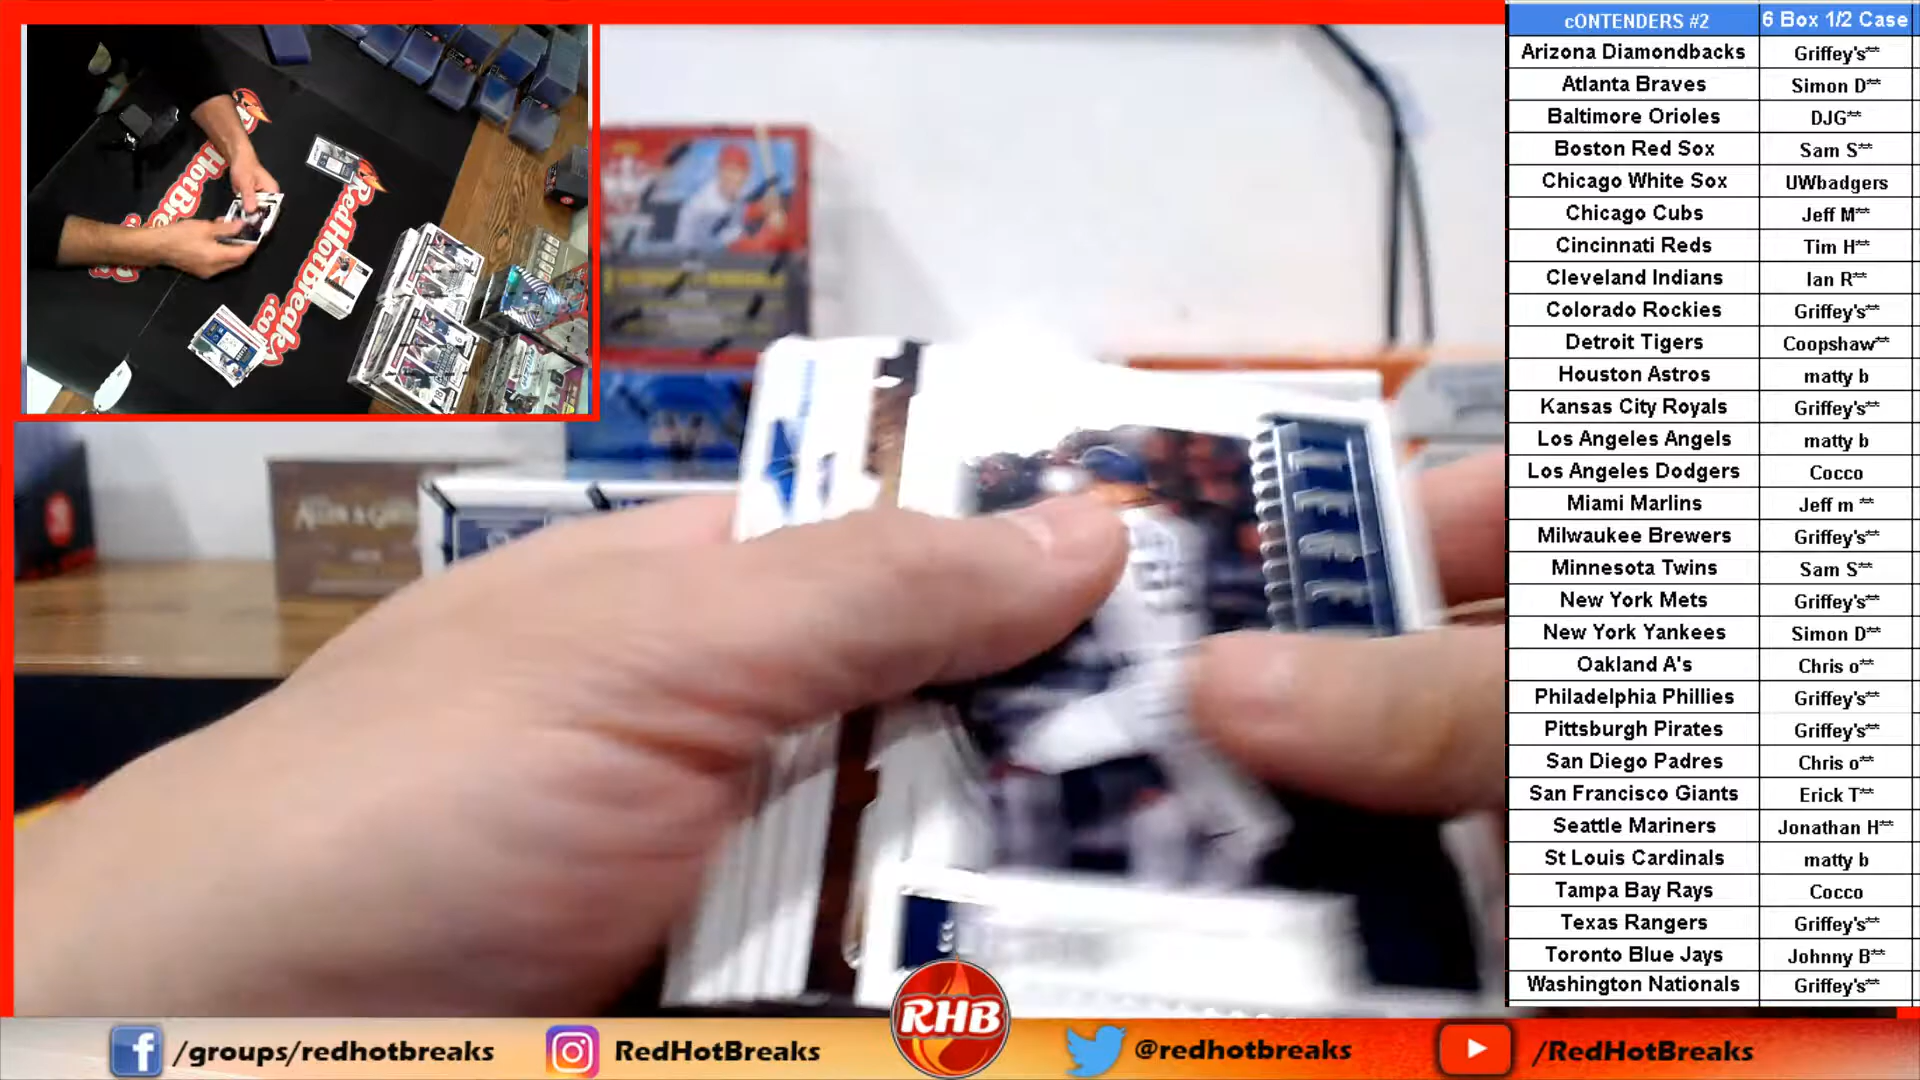 cONTENDERS #2 6 Box 1/2 Case
Arizona Diamondbacks Griffey's**
Atlanta Braves Simon D**
Baltimore Orioles DJG**
Boston Red Sox Sam S**
Chicago White Sox UWbadgers
Chicago Cubs Jeff M**
Cincinnati Reds Tim H**
Cleveland Indians Ian R**
Colorado Rockies Griffey's**
Detroit Tigers Coopshaw**
Houston Astros matty b
Kansas City Royals Griffey's**
Los Angeles Angels matty b
Los Angeles Dodgers Cocco
Miami Marlins Jeff m **
Milwaukee Brewers Griffey's**
Minnesota Twins Sam S**
New York Mets Griffey's**
New York Yankees Simon D**
Oakland A's Chris o**
Philadelphia Phillies Griffey's**
Pittsburgh Pirates Griffey's**
San Diego Padres Chris o**
San Francisco Giants Erick T**
Seattle Mariners Jonathan H**
St Louis Cardinals matty b
Tampa Bay Rays Cocco
Texas Rangers Griffey's**
Toronto Blue Jays Johnny B**
Washington Nationals Griffey's**
RedHotBreaks
.com
RHB
/groups/redhotbreaks
RedHotBreaks
@redhotbreaks
/RedHotBreaks